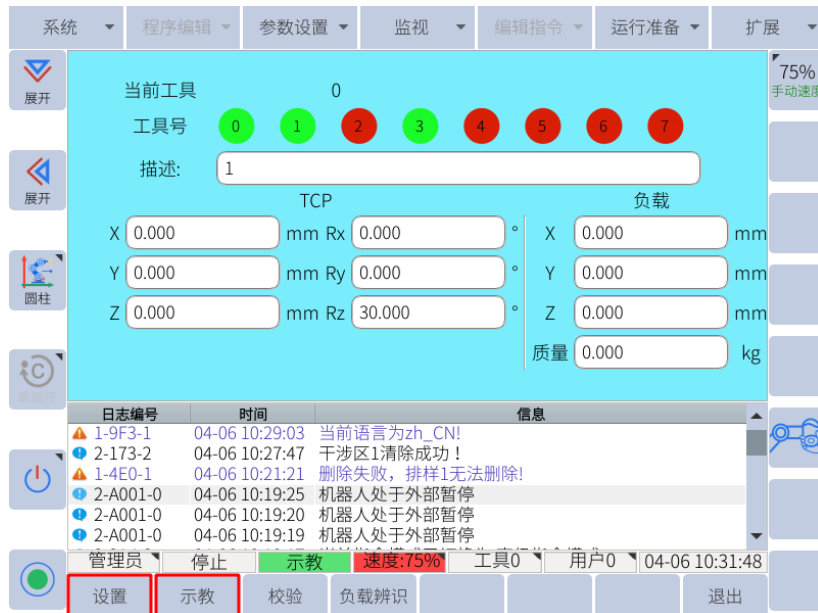 系统 程序编辑 参数设置 监视 编辑指令 运行准备 扩展
展开
展开
圆柱
75%
手动速度
当前工具 0
工具号 0 1 2 3 4 5 6 7
描述: 1
TCP 负载
X 0.000 mm Rx 0.000 ° X 0.000 mm
Y 0.000 mm Ry 0.000 ° Y 0.000 mm
Z 0.000 mm Rz 30.000 ° Z 0.000 mm
质量 0.000 kg
日志编号 时间 信息
1-9F3-1 04-06 10:29:03 当前语言为zh_CN!
2-173-2 04-06 10:27:47 干涉区1清除成功！
1-4E0-1 04-06 10:21:21 删除失败，排样1无法删除!
2-A001-0 04-06 10:19:25 机器人处于外部暂停
2-A001-0 04-06 10:19:20 机器人处于外部暂停
2-A001-0 04-06 10:19:19 机器人处于外部暂停
管理员 停止 示教 速度:75% 工具0 用户0 04-06 10:31:48
设置 示教 校验 负载辨识 退出